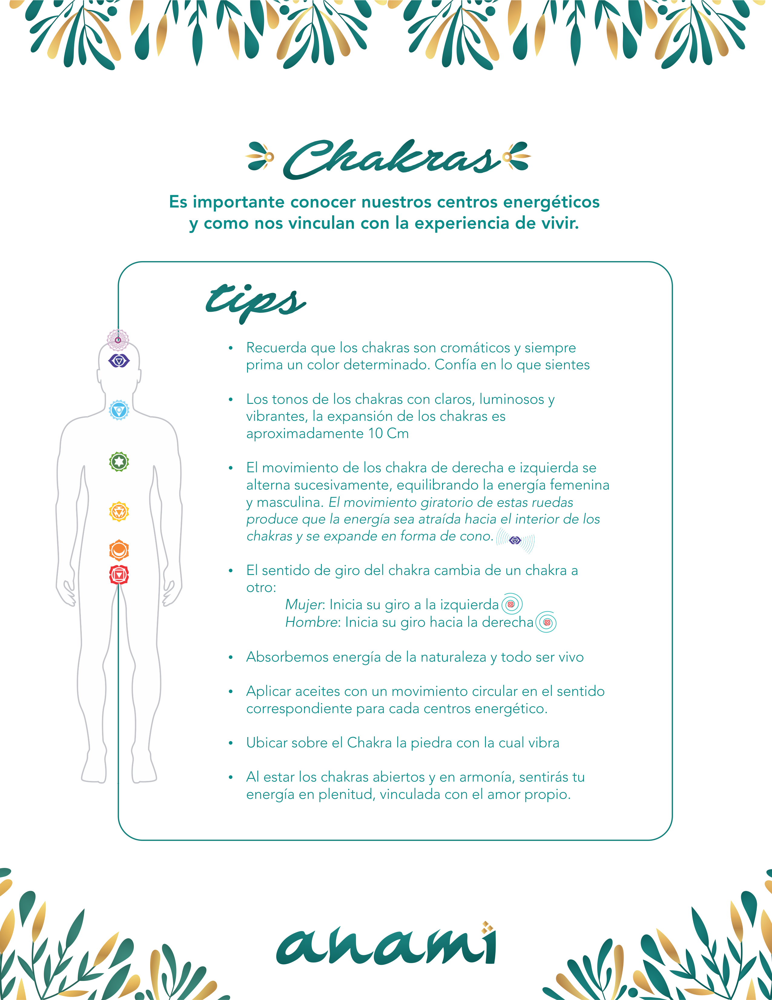 Chakras
Es importante conocer nuestros centros energéticos
y como nos vinculan con la experiencia de vivir.
tips
• Recuerda que los chakras son cromáticos y siempre
prima un color determinado. Confía en lo que sientes
• Los tonos de los chakras con claros, luminosos y
vibrantes, la expansión de los chakras es
aproximadamente 10 Cm
• El movimiento de los chakra de derecha e izquierda se
alterna sucesivamente, equilibrando la energía femenina
y masculina. El movimiento giratorio de estas ruedas
produce que la energía sea atraída hacia el interior de los
chakras y se expande en forma de cono.
• El sentido de giro del chakra cambia de un chakra a
otro:
Mujer: Inicia su giro a la izquierda
Hombre: Inicia su giro hacia la derecha
• Absorbemos energía de la naturaleza y todo ser vivo
• Aplicar aceites con un movimiento circular en el sentido
correspondiente para cada centros energético.
• Ubicar sobre el Chakra la piedra con la cual vibra
• Al estar los chakras abiertos y en armonía, sentirás tu
energía en plenitud, vinculada con el amor propio.
anami